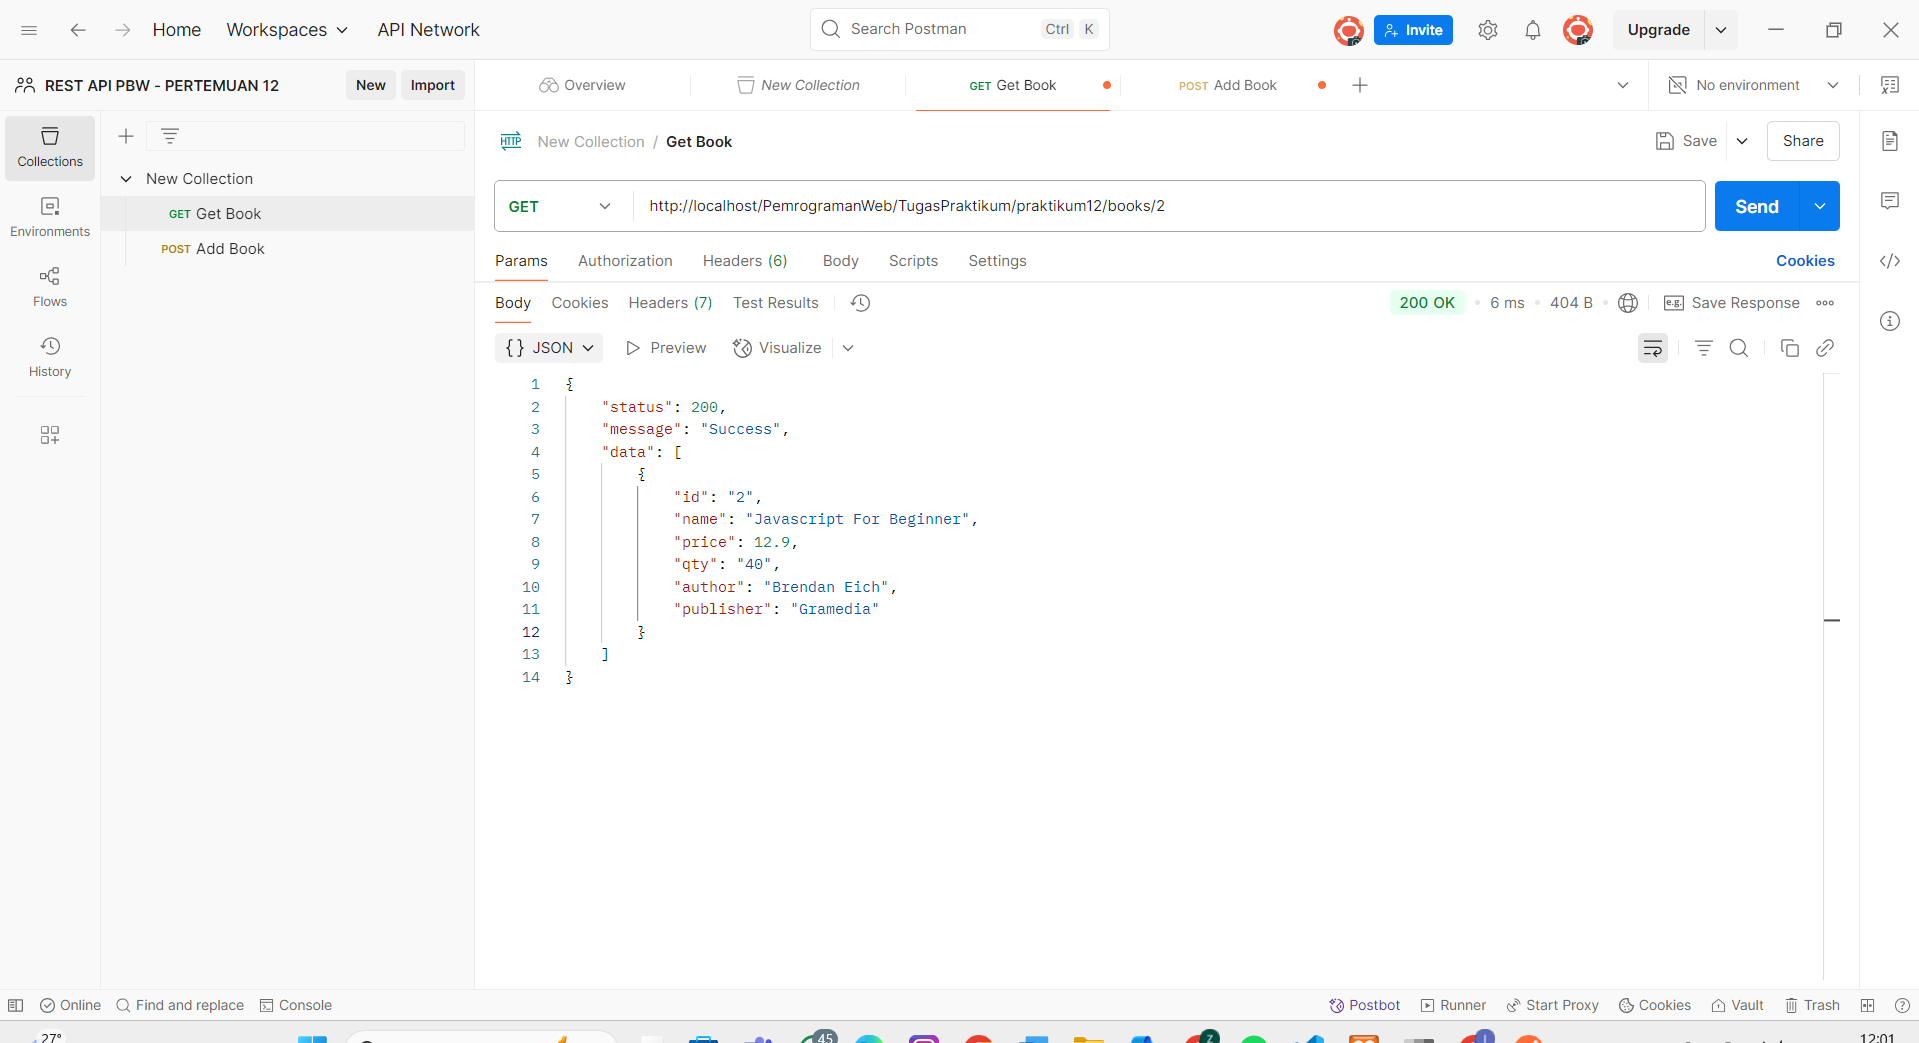 Home
Workspaces
API Network
Search Postman
Ctrl
K
Invite
Upgrade
REST API PBW - PERTEMUAN 12
New
Import
Overview
New Collection
GET Get Book
POST Add Book
No environment
Collections
Environments
Flows
History
New Collection
GET Get Book
POST Add Book
HTTP
New Collection / Get Book
Save
Share
GET
http://localhost/PemrogramanWeb/TugasPraktikum/praktikum12/books/2
Send
Params
Authorization
Headers (6)
Body
Scripts
Settings
Cookies
Body
Cookies
Headers (7)
Test Results
200 OK
6 ms
404 B
e.g.
Save Response
{} JSON
Preview
Visualize
1 {
2 "status": 200,
3 "message": "Success",
4 "data": [
5 {
6 "id": "2",
7 "name": "Javascript For Beginner",
8 "price": 12.9,
9 "qty": "40",
10 "author": "Brendan Eich",
11 "publisher": "Gramedia"
12 }
13 ]
14 }
Online
Find and replace
Console
Postbot
Runner
Start Proxy
Cookies
Vault
Trash
27°
45
Z
12:01